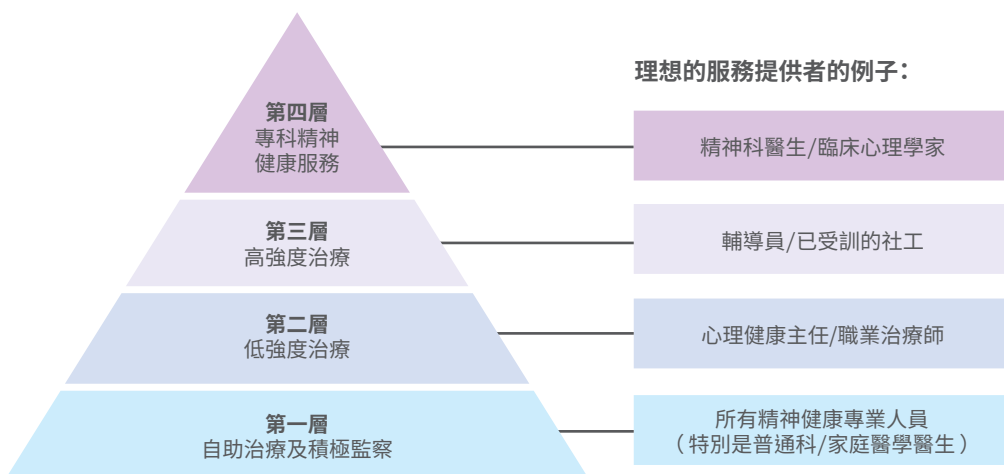 理想的服務提供者的例子：
第四層
專科精神
健康服務
精神科醫生/臨床心理學家
第三層
高強度治療
輔導員/已受訓的社工
第二層
低強度治療
心理健康主任/職業治療師
第一層
自助治療及積極監察
所有精神健康專業人員
（特別是普通科/家庭醫學醫生）